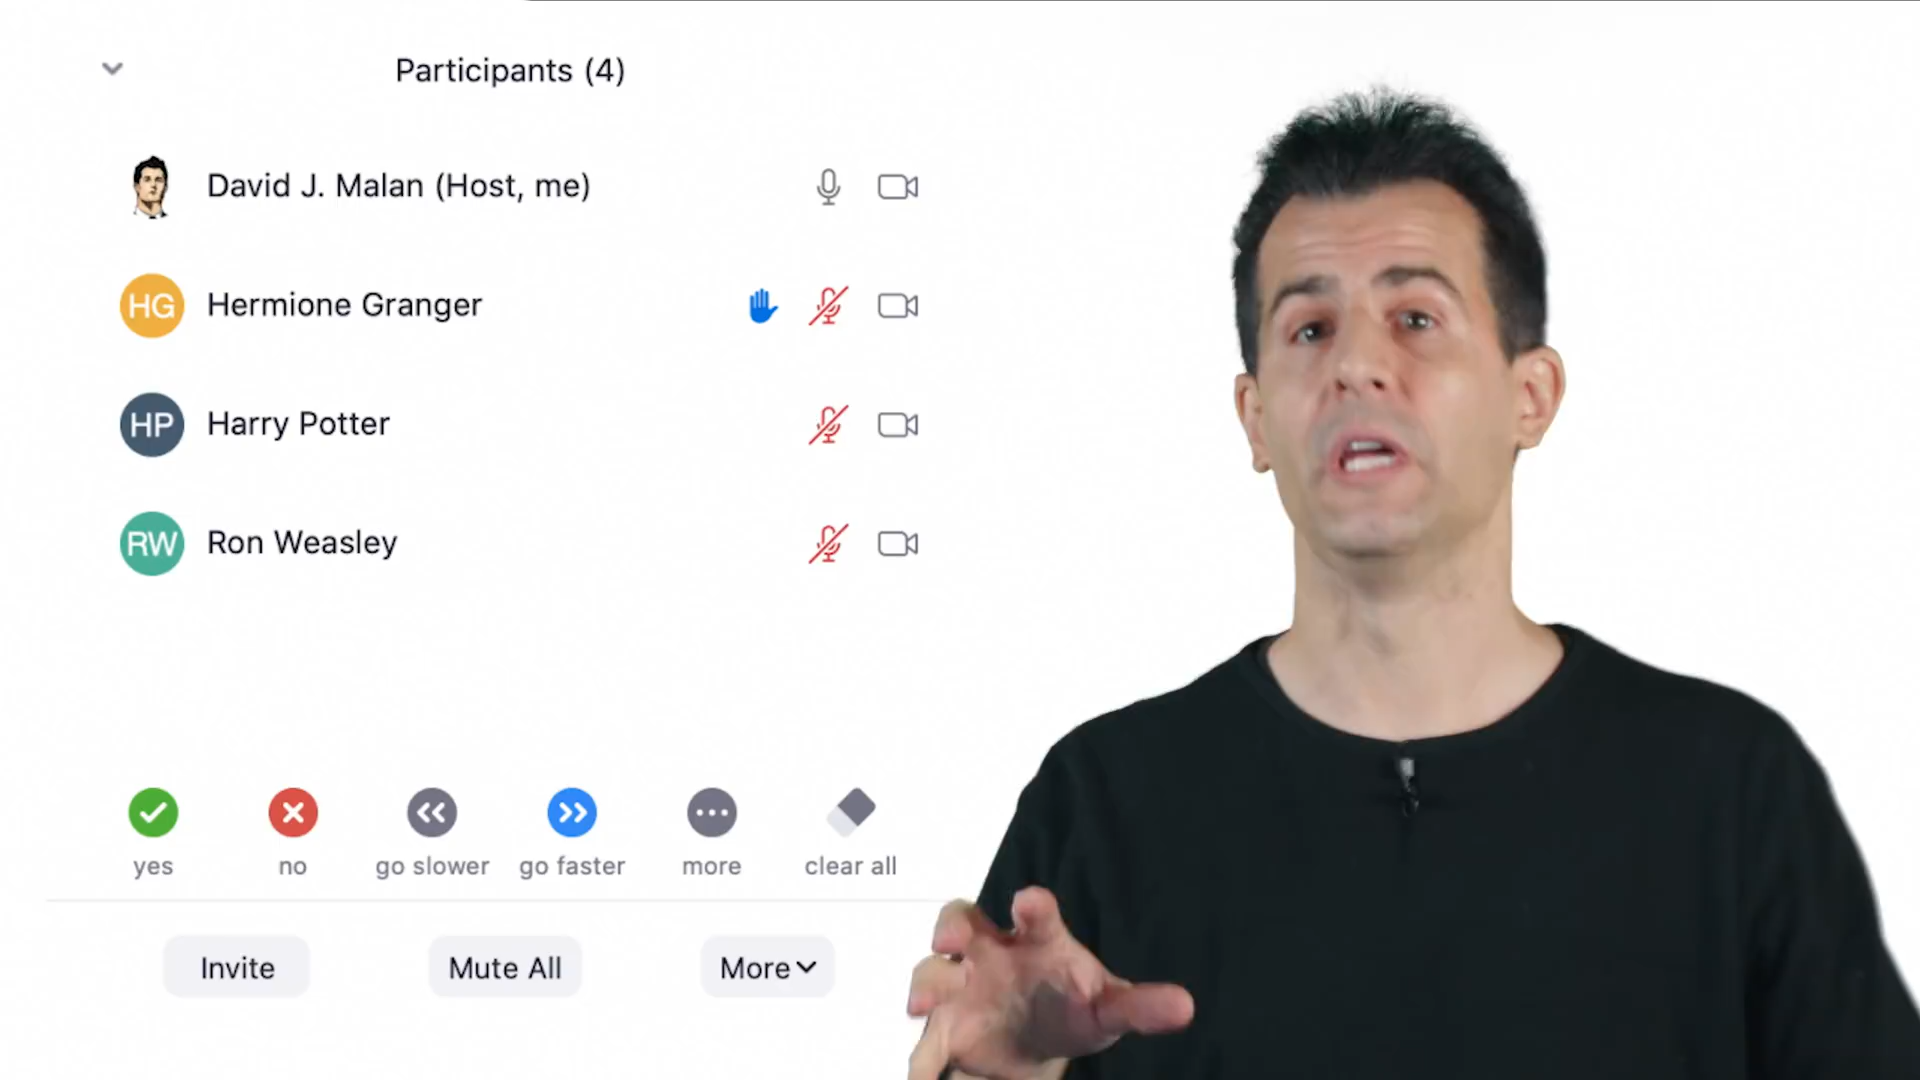 Participants (4)
David J. Malan (Host, me)
HG Hermione Granger
HP Harry Potter
RW Ron Weasley
yes no go slower go faster more clear all
Invite Mute All More